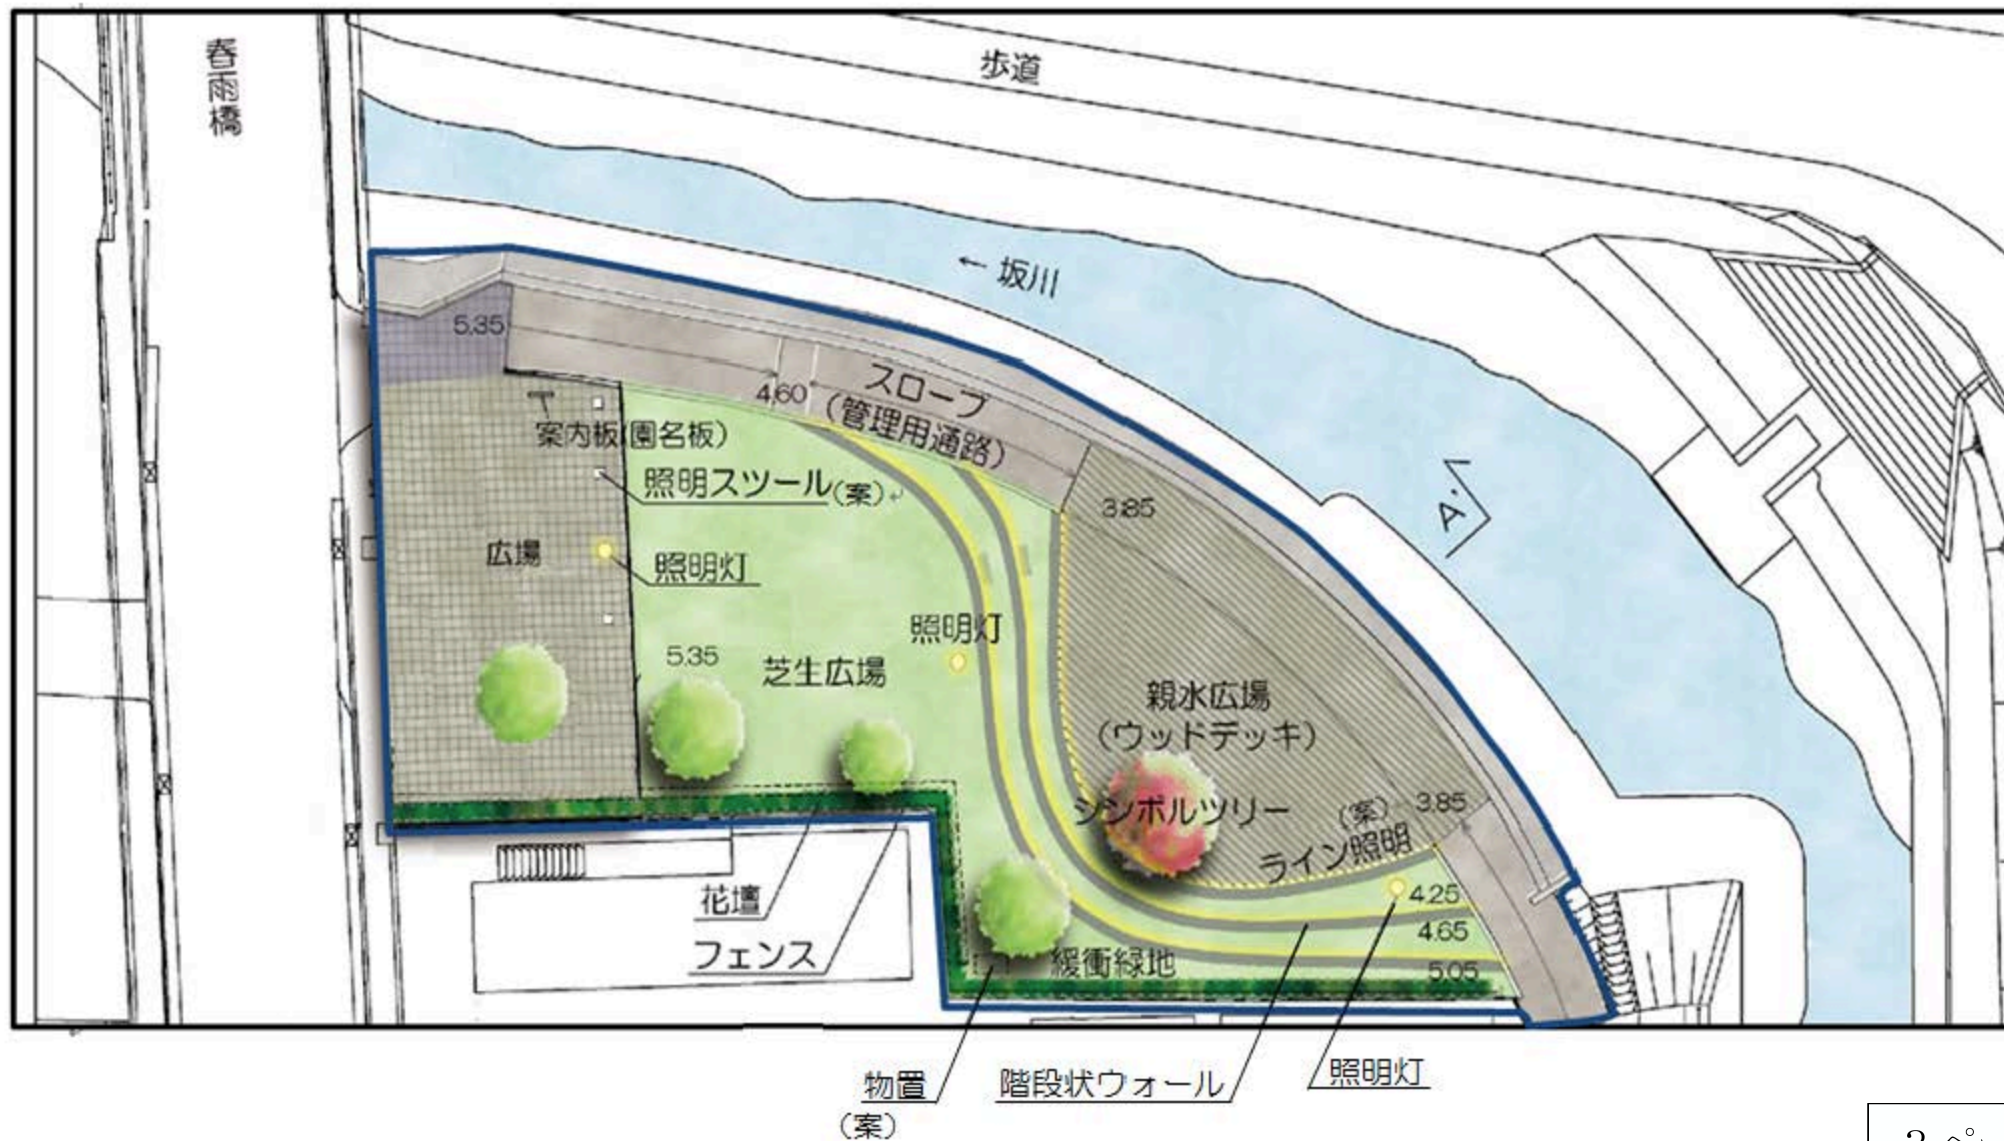 春雨橋
歩道
← 坂川
5.35
4.60
スロープ
(管理用通路)
案内板(園名板)
照明スツール(案)
3.85
A'
広場
照明灯
照明灯
5.35
芝生広場
親水広場
(ウッドデッキ)
シンボルツリー
(案)
3.85
ライン照明
花壇
4.25
4.65
フェンス
緩衝緑地
5.05
物置
(案)
階段状ウォール
照明灯